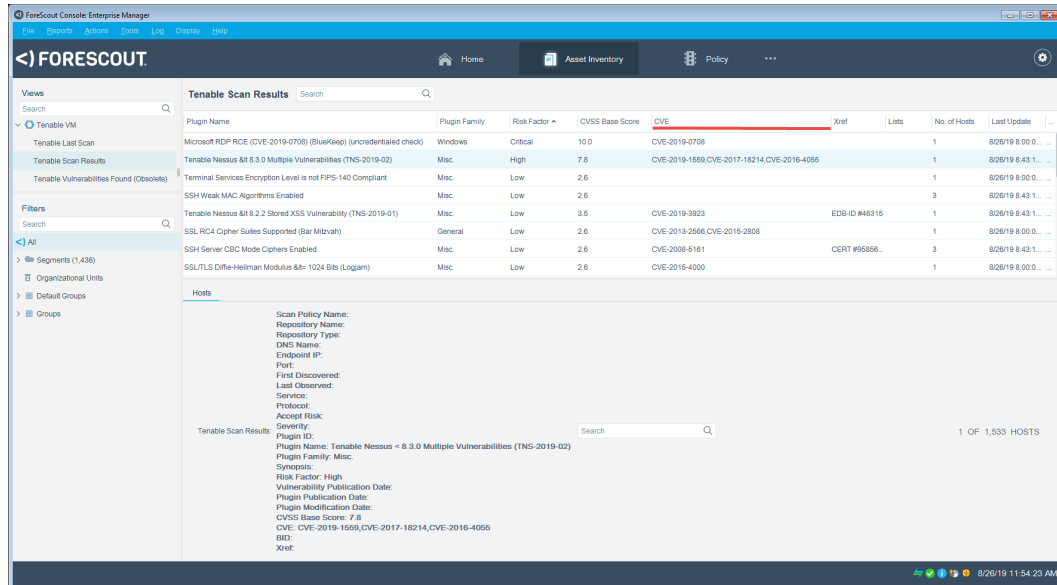 ForeScout Console: Enterprise Manager
File Reports Actions Tools Log Display Help
<) FORESCOUT. Home Asset Inventory Policy ...
Views
Search
Tenable VM
Tenable Last Scan
Tenable Scan Results
Tenable Vulnerabilities Found (Obsolete)
Filters
Search
<) All
Segments (1,436)
Organizational Units
Default Groups
Groups
Tenable Scan Results Search
Plugin Name Plugin Family Risk Factor CVSS Base Score CVE Xref Lists No. of Hosts Last Update ...
Microsoft RDP RCE (CVE-2019-0708) (BlueKeep) (uncredentialed check) Windows Critical 10.0 CVE-2019-0708 1 8/26/19 8:00:0... ...
Tenable Nessus &lt 8.3.0 Multiple Vulnerabilities (TNS-2019-02) Misc. High 7.8 CVE-2019-1559,CVE-2017-18214,CVE-2016-4055 1 8/26/19 8:43:1... ...
Terminal Services Encryption Level is not FIPS-140 Compliant Misc. Low 2.6 1 8/26/19 8:00:0... ...
SSH Weak MAC Algorithms Enabled Misc. Low 2.6 3 8/26/19 8:43:1... ...
Tenable Nessus &lt 8.2.2 Stored XSS Vulnerability (TNS-2019-01) Misc. Low 3.5 CVE-2019-3923 EDB-ID #46315 1 8/26/19 8:43:1... ...
SSL RC4 Cipher Suites Supported (Bar Mitzvah) General Low 2.6 CVE-2013-2566,CVE-2015-2808 1 8/26/19 8:00:0... ...
SSH Server CBC Mode Ciphers Enabled Misc. Low 2.6 CVE-2008-5161 CERT #95856... 3 8/26/19 8:43:1... ...
SSL/TLS Diffie-Hellman Modulus &lt= 1024 Bits (Logjam) Misc. Low 2.6 CVE-2015-4000 1 8/26/19 8:00:0... ...
Hosts
Scan Policy Name:
Repository Name:
Repository Type:
DNS Name:
Endpoint IP:
Port:
First Discovered:
Last Observed:
Service:
Protocol:
Accept Risk:
Severity:
Tenable Scan Results: Search 1 OF 1,533 HOSTS
Plugin ID:
Plugin Name: Tenable Nessus < 8.3.0 Multiple Vulnerabilities (TNS-2019-02)
Plugin Family: Misc.
Synopsis:
Risk Factor: High
Vulnerability Publication Date:
Plugin Publication Date:
Plugin Modification Date:
CVSS Base Score: 7.8
CVE: CVE-2019-1559,CVE-2017-18214,CVE-2016-4055
BID:
Xref:
8/26/19 11:54:23 AM